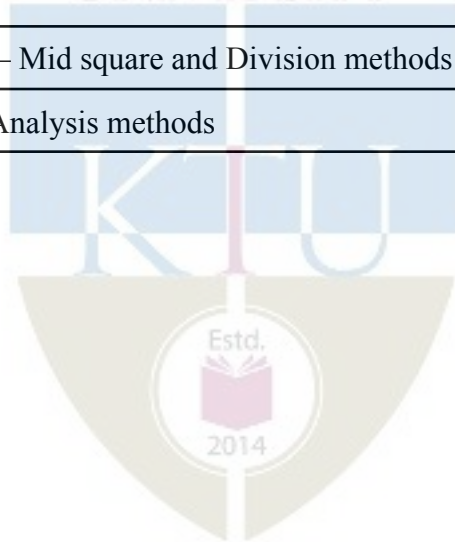 – Mid square and Division methods
Analysis methods
KTU
Estd.
2014